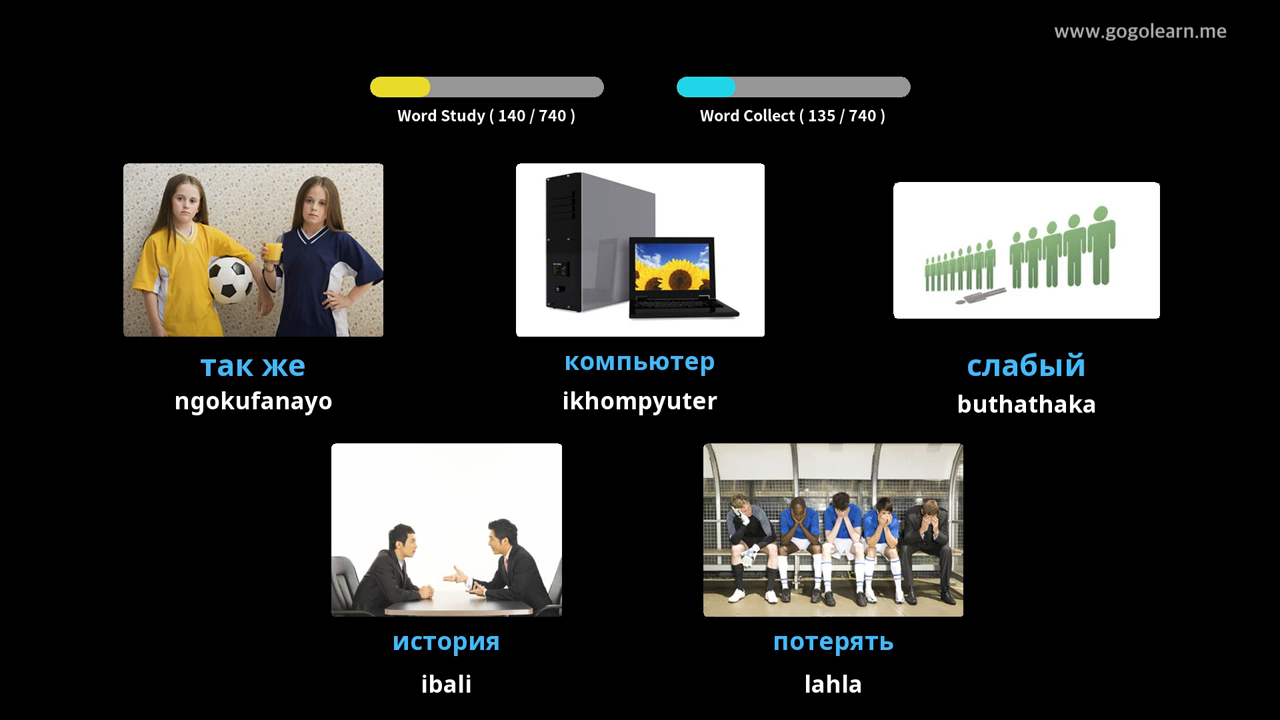 www.gogolearn.me
Word Study ( 140 / 740 )
Word Collect ( 135 / 740 )
так же
ngokufanayo
компьютер
ikhompyuter
слабый
buthathaka
история
ibali
потерять
lahla